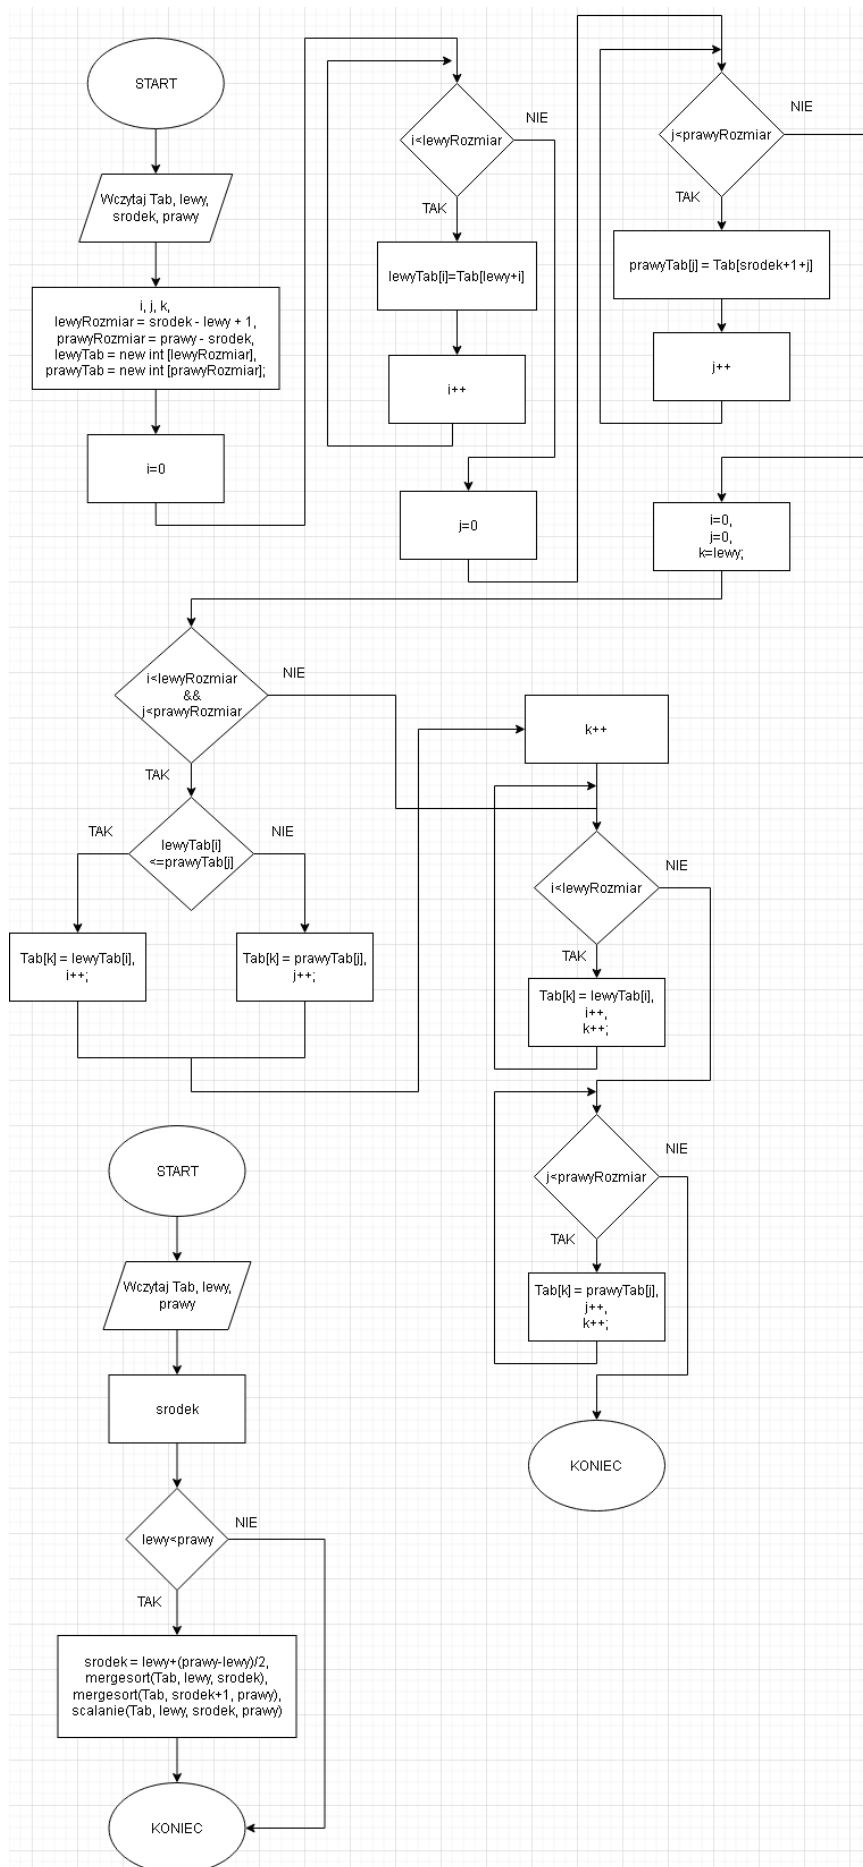 START
Wczytaj Tab, lewy,
srodek, prawy
i, j, k,
lewyRozmiar = srodek - lewy + 1,
prawyRozmiar = prawy - srodek,
lewyTab = new int [lewyRozmiar],
prawyTab = new int [prawyRozmiar];
i=0
i<lewyRozmiar
NIE
TAK
lewyTab[i]=Tab[lewy+i]
i++
j=0
j<prawyRozmiar
NIE
TAK
prawyTab[j] = Tab[srodek+1+j]
j++
i=0,
j=0,
k=lewy;
i<lewyRozmiar
&&
j<prawyRozmiar
NIE
TAK
lewyTab[i]
<=prawyTab[j]
TAK
NIE
Tab[k] = lewyTab[i],
i++;
Tab[k] = prawyTab[j],
j++;
k++
i<lewyRozmiar
NIE
TAK
Tab[k] = lewyTab[i],
i++,
k++;
j<prawyRozmiar
NIE
TAK
Tab[k] = prawyTab[j],
j++,
k++;
KONIEC
START
Wczytaj Tab, lewy,
prawy
srodek
lewy<prawy
NIE
TAK
srodek = lewy+(prawy-lewy)/2,
mergesort(Tab, lewy, srodek),
mergesort(Tab, srodek+1, prawy),
scalanie(Tab, lewy, srodek, prawy)
KONIEC